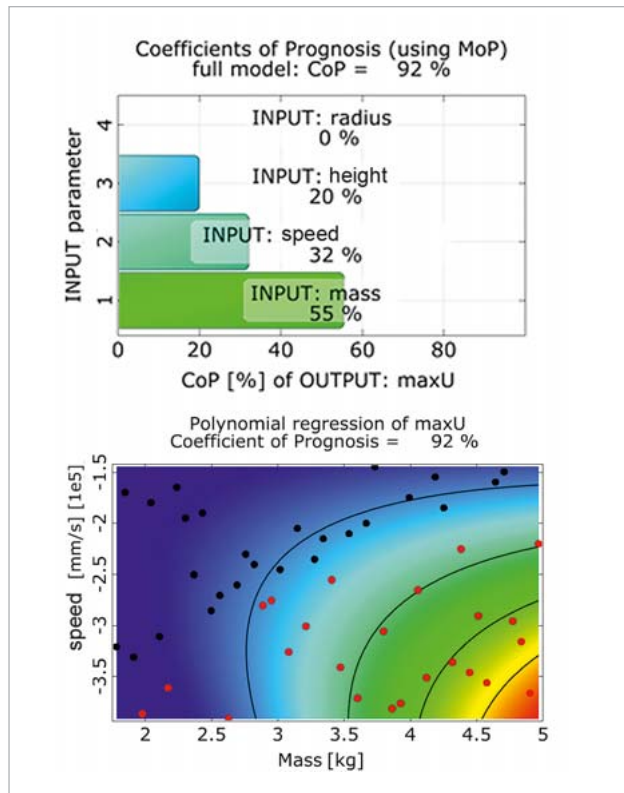 Coefficients of Prognosis (using MoP)
full model: CoP = 92 %
INPUT parameter
4
3
2
1
INPUT: radius
0 %
INPUT: height
20 %
INPUT: speed
32 %
INPUT: mass
55 %
0 20 40 60 80
CoP [%] of OUTPUT: maxU
Polynomial regression of maxU
Coefficient of Prognosis = 92 %
speed [mm/s] [1e5]
-1.5
-2
-2.5
-3
-3.5
2 2.5 3 3.5 4 4.5 5
Mass [kg]